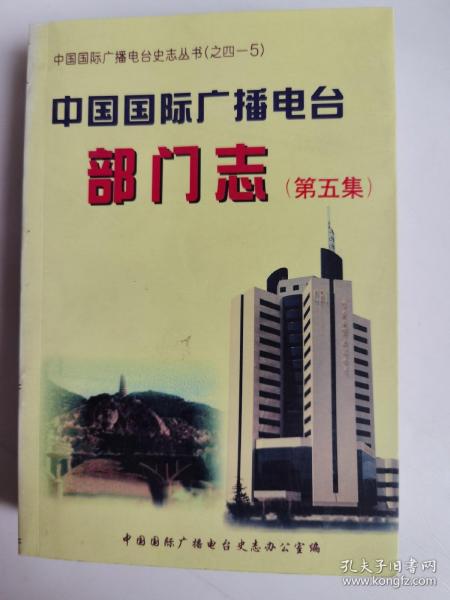 中国国际广播电台史志丛书(之四—5)
中国国际广播电台
部门志(第五集)
中国国际广播电台史志办公室编
孔夫子旧书网
www.kongfz.com